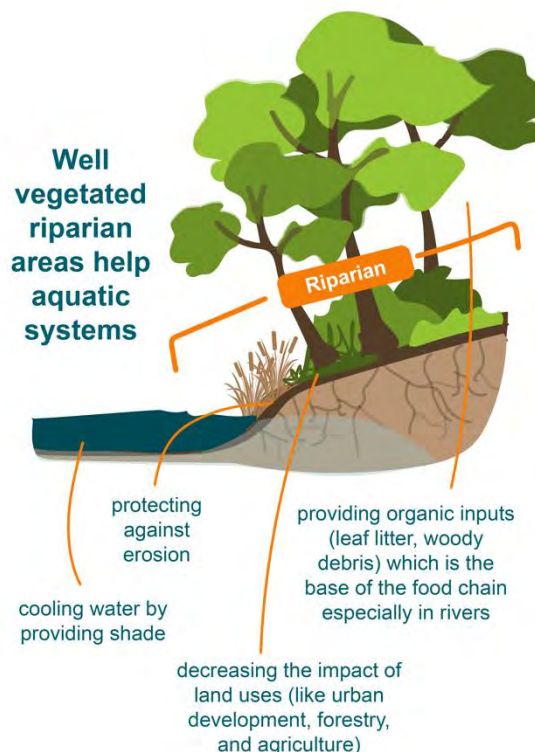 Well
vegetated
riparian
areas help
aquatic
systems
Riparian
protecting
against
erosion
cooling water by
providing shade
providing organic inputs
(leaf litter, woody
debris) which is the
base of the food chain
especially in rivers
decreasing the impact of
land uses (like urban
development, forestry,
and agriculture)